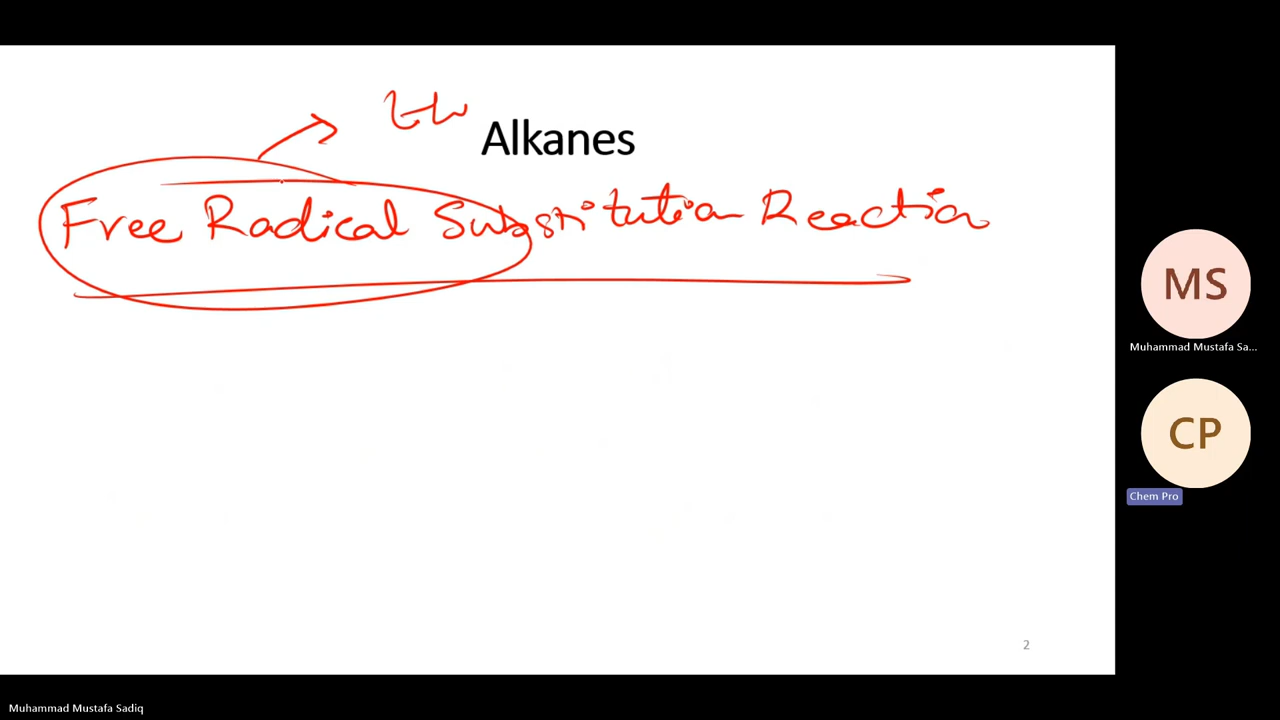 Alkanes
Free Radical Substitution Reaction
2
MS
Muhammad Mustafa Sa...
CP
Chem Pro
Muhammad Mustafa Sadiq